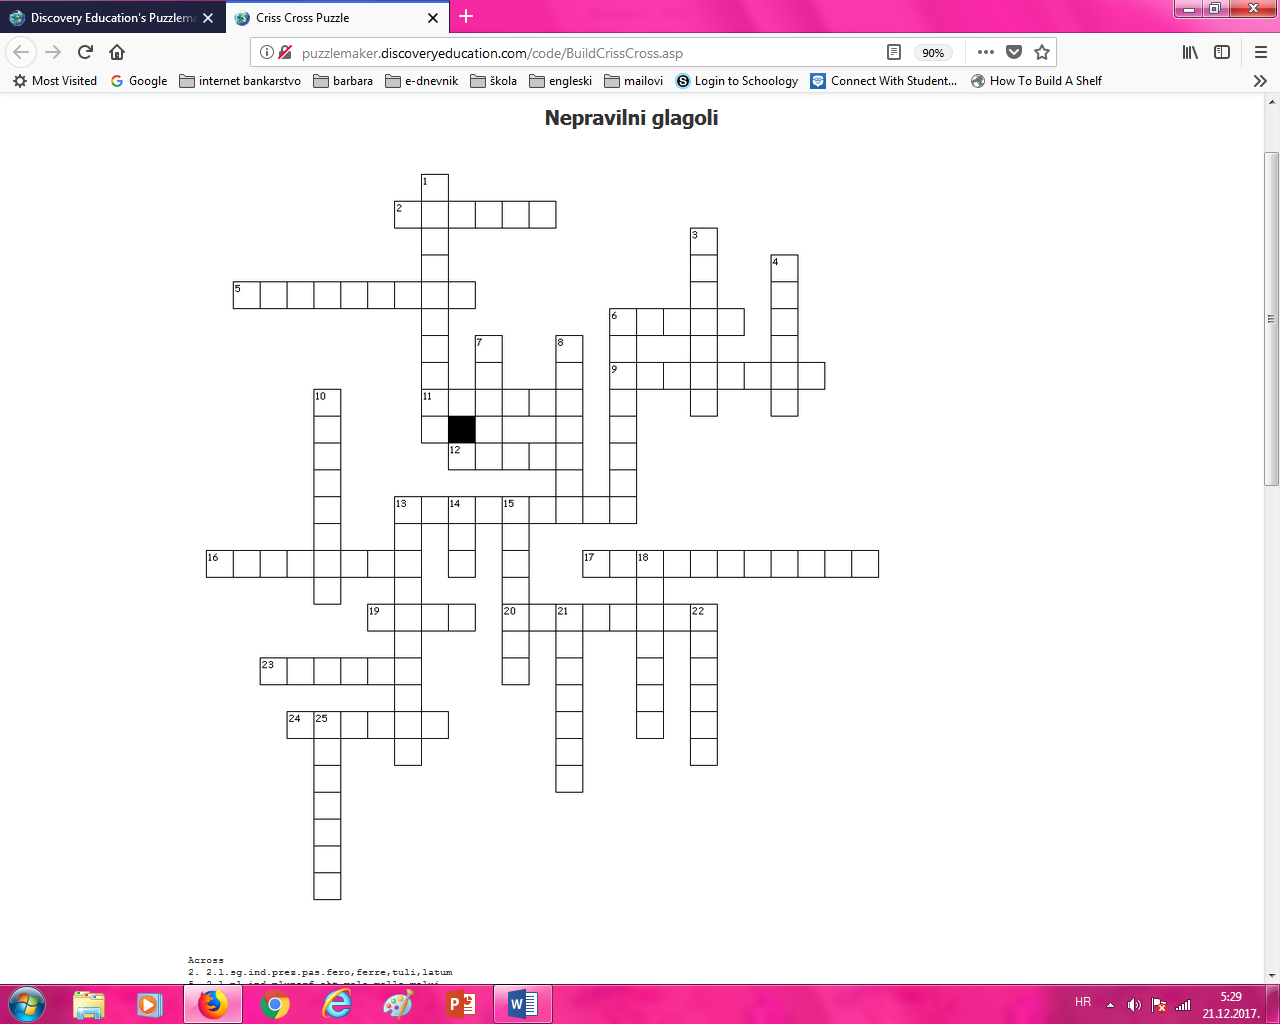 Discovery Education's Puzzlema
Criss Cross Puzzle
puzzlemaker.discoveryeducation.com/code/BuildCrissCross.asp
90%
Most Visited
Google
internet bankarstvo
barbara
e-dnevnik
škola
engleski
mailovi
Login to Schoology
Connect With Student...
How To Build A Shelf
Nepravilni glagoli
1
2
3
4
5
6
7
8
9
10
11
12
13
14
15
16
17
18
19
20
21
22
23
24
25
Across
2. 2.l.sg.ind.prez.pas.fero,ferre,tuli,latum
HR
5:29
21.12.2017.